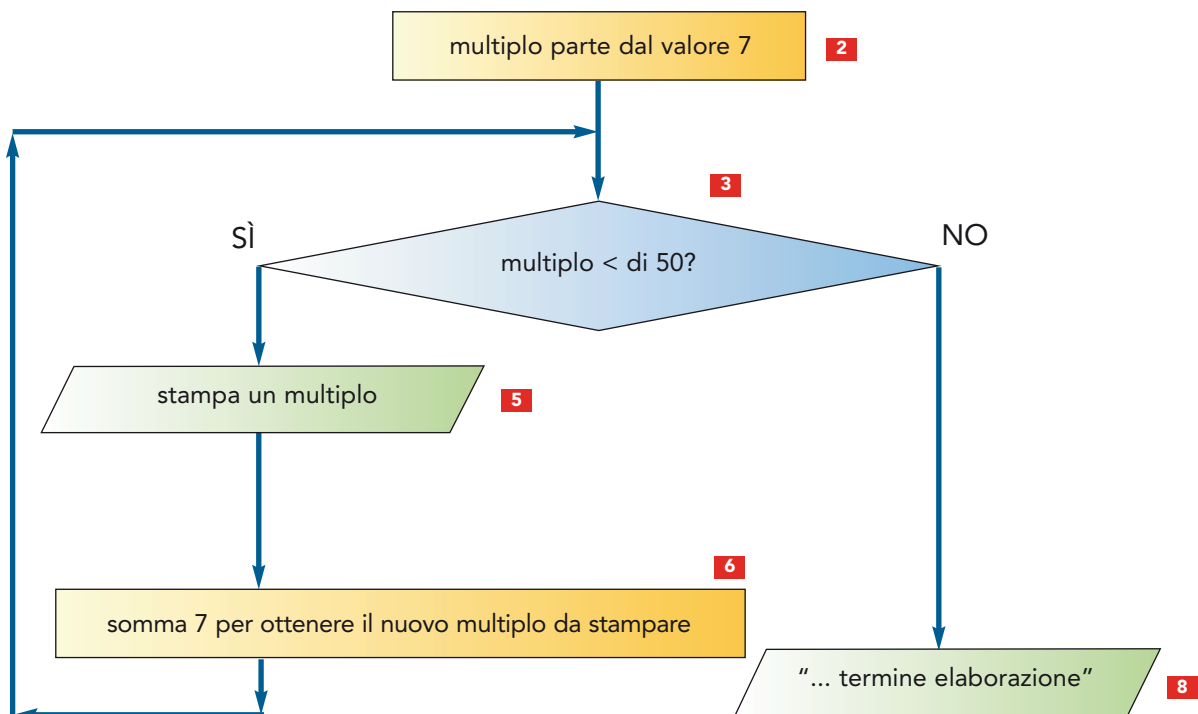 multiplo parte dal valore 7
2
3
SÌ
NO
multiplo < di 50?
stampa un multiplo
5
6
somma 7 per ottenere il nuovo multiplo da stampare
“... termine elaborazione”
8